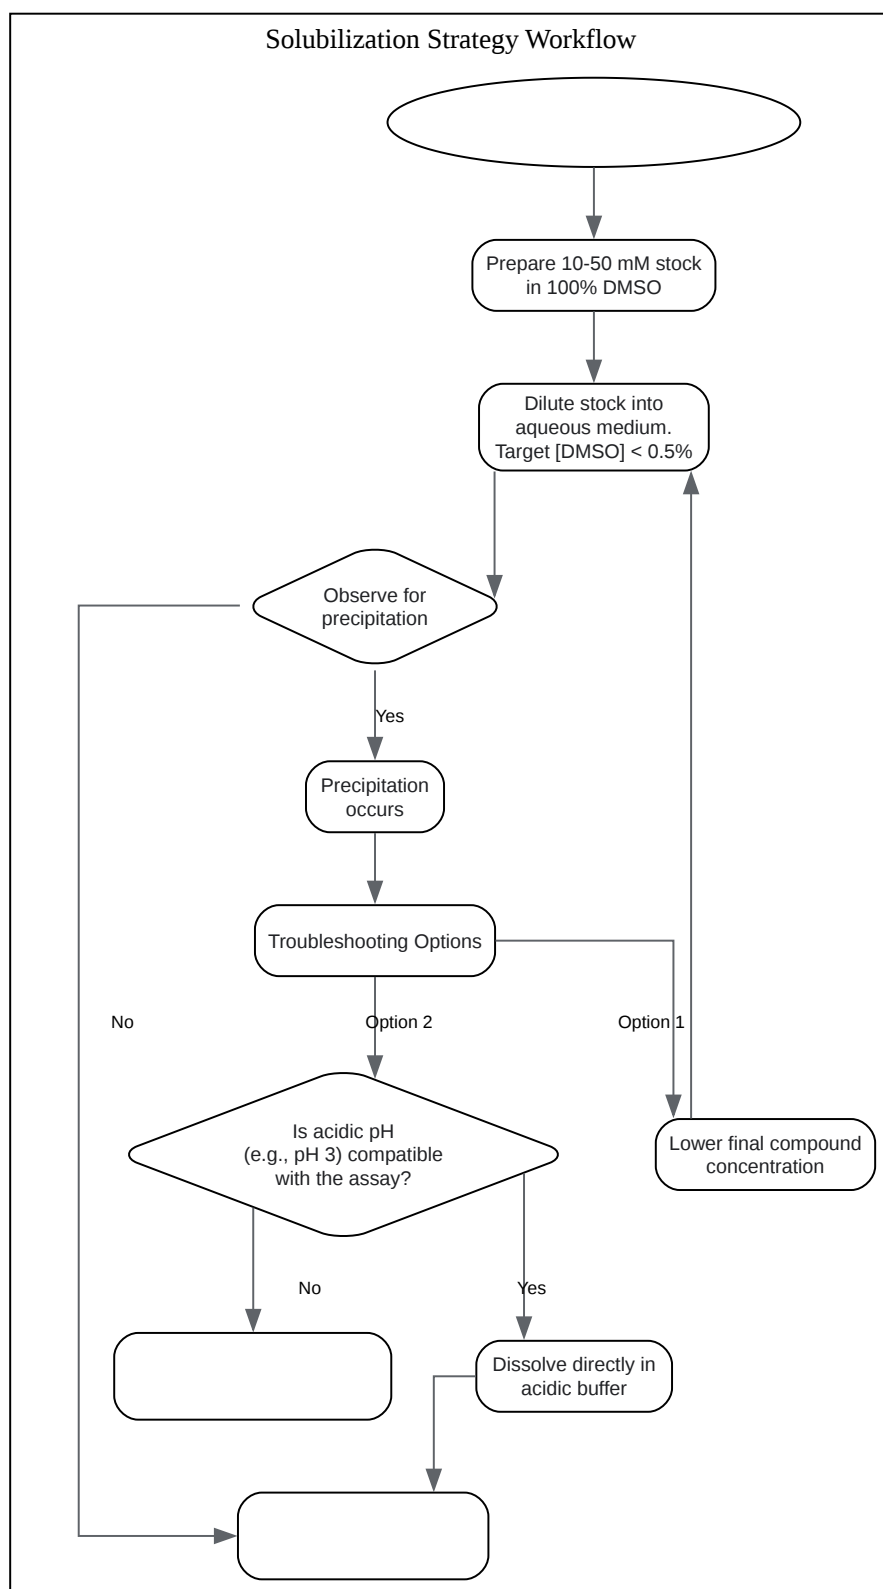 Solubilization Strategy Workflow
Prepare 10-50 mM stock
in 100% DMSO
Dilute stock into
aqueous medium.
Target [DMSO] < 0.5%
Observe for
precipitation
Yes
Precipitation
occurs
Troubleshooting Options
No
Option 2
Option 1
Is acidic pH
(e.g., pH 3) compatible
with the assay?
Lower final compound
concentration
No
Yes
Dissolve directly in
acidic buffer